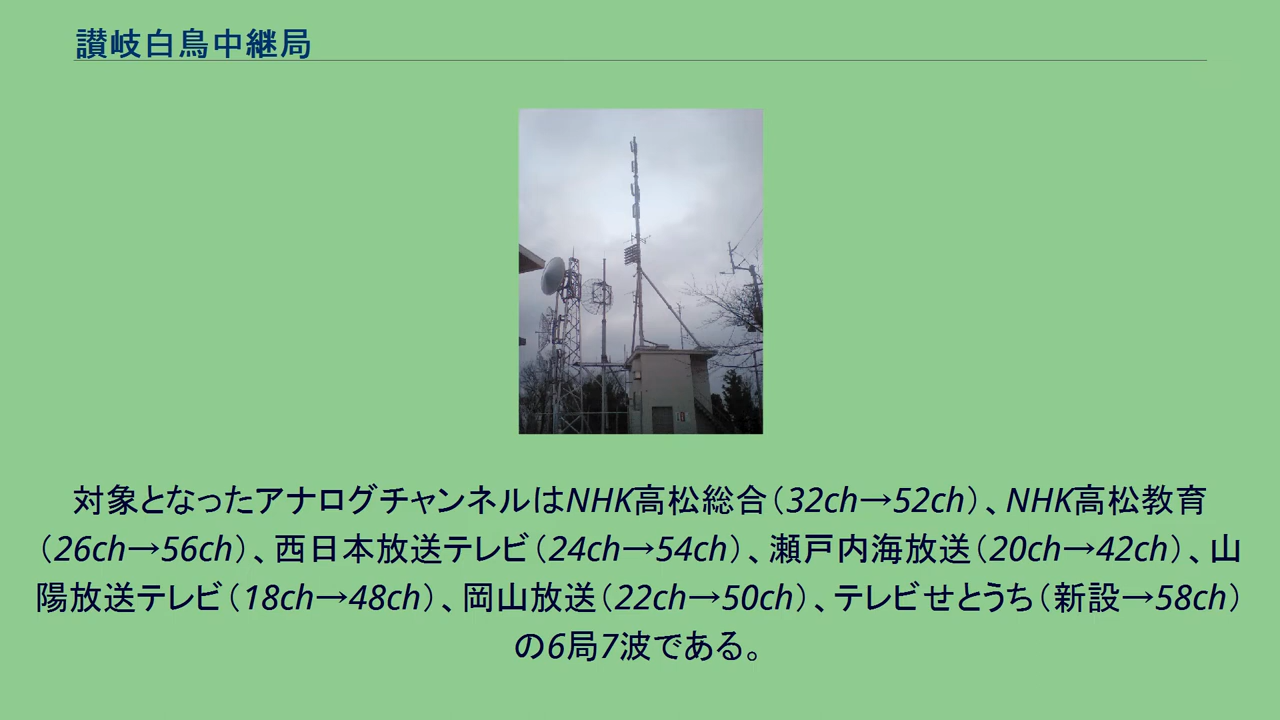 讃岐白鳥中継局
対象となったアナログチャンネルはNHK高松総合（32ch→52ch）、NHK高松教育
（26ch→56ch）、西日本放送テレビ（24ch→54ch）、瀬戸内海放送（20ch→42ch）、山
陽放送テレビ（18ch→48ch）、岡山放送（22ch→50ch）、テレビせとうち（新設→58ch）
の6局7波である。